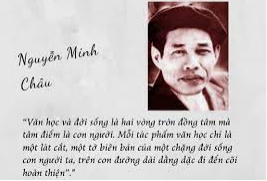 Nguyễn Minh
Châu
"Văn học và đời sống là hai vòng tròn đồng tâm mà
tâm điểm là con người. Mỗi tác phẩm văn học chỉ là
một lát cắt, một tờ biên bản của một chặng đời sống
con người ta, trên con đường dài dằng dặc đi đến cõi
hoàn thiện"."